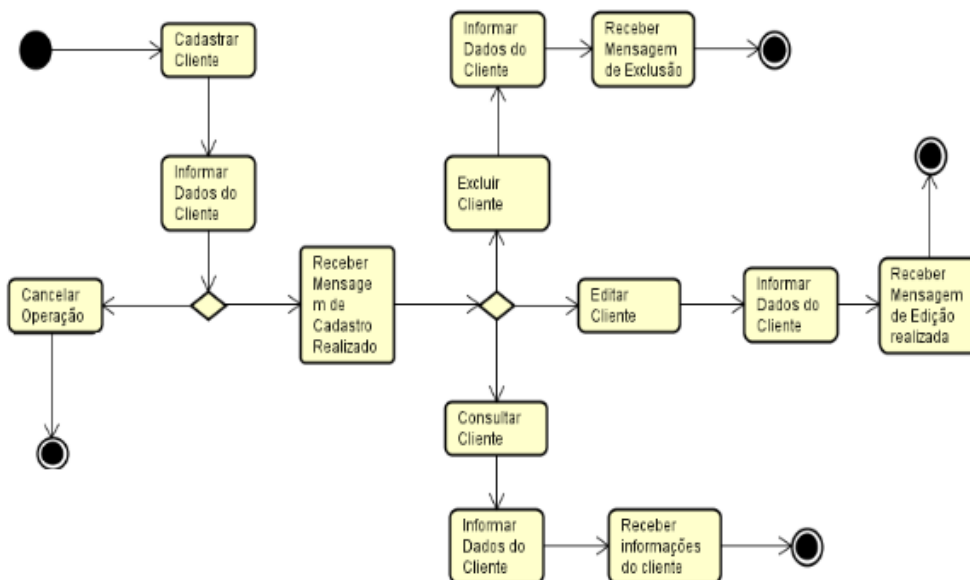 Cadastrar
Cliente
Informar
Dados do
Cliente
Cancelar
Operação
Receber
Mensage
m de
Cadastro
Realizado
Excluir
Cliente
Informar
Dados do
Cliente
Receber
Mensagem
de Exclusão
Editar
Cliente
Informar
Dados do
Cliente
Receber
Mensagem
de Edição
realizada
Consultar
Cliente
Informar
Dados do
Cliente
Receber
informações
do cliente